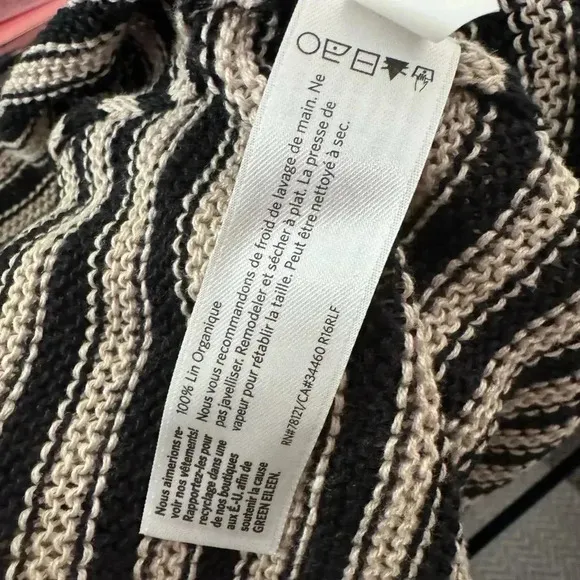 100% Lin Organique
Nous vous recommandons de froid de lavage de main. Ne
pas javelliser. Remodeler et sécher à plat. La presse de
vapeur pour rétablir la taille. Peut être nettoyé à sec.
RN#78121/CA#34460 R16RLF
Nous aimerions re-
voir nos vêtements!
Rapportez-les pour
recyclage dans une
de nos boutiques
aux É.-U. afin de
soutenir la cause
GREEN EILEEN.